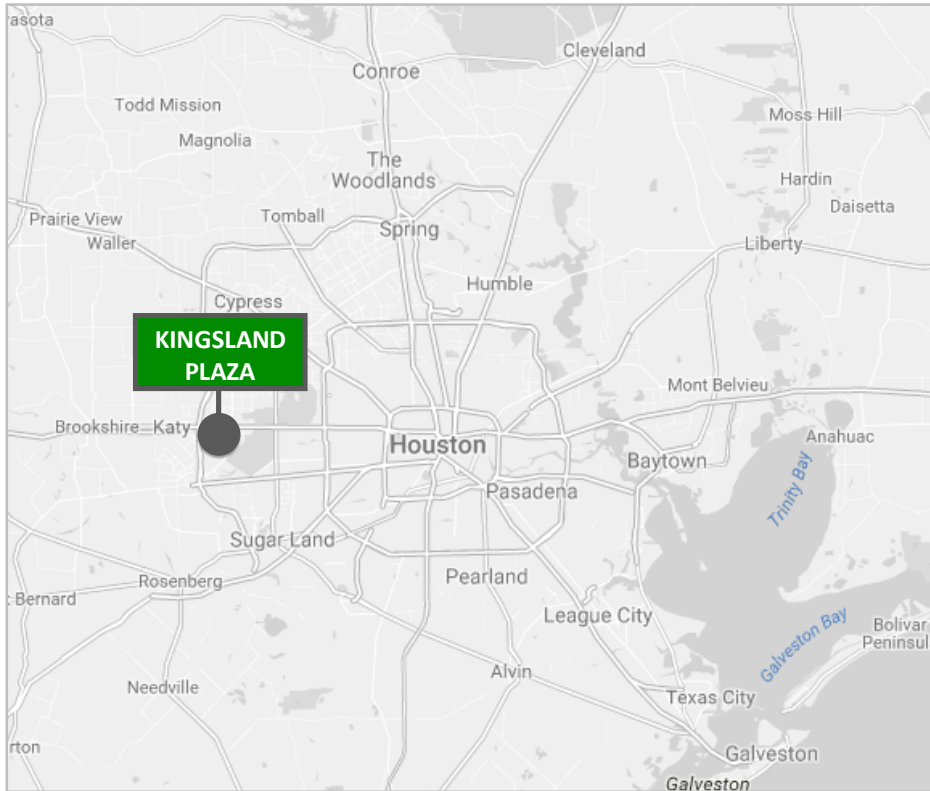 rasota
Cleveland
Conroe
Todd Mission
Moss Hill
Magnolia
The
Woodlands
Hardin
Daisetta
Prairie View
Tomball
Spring
Waller
Liberty
Humble
Cypress
KINGSLAND
PLAZA
Mont Belvieu
Brookshire
Katy
Houston
Anahuac
Baytown
Trinity Bay
Pasadena
Sugar Land
Pearland
Rosenberg
t Bernard
League City
Galveston Bay
Bolivar
Peninsul
Alvin
Needville
Texas City
rton
Galveston
Galveston